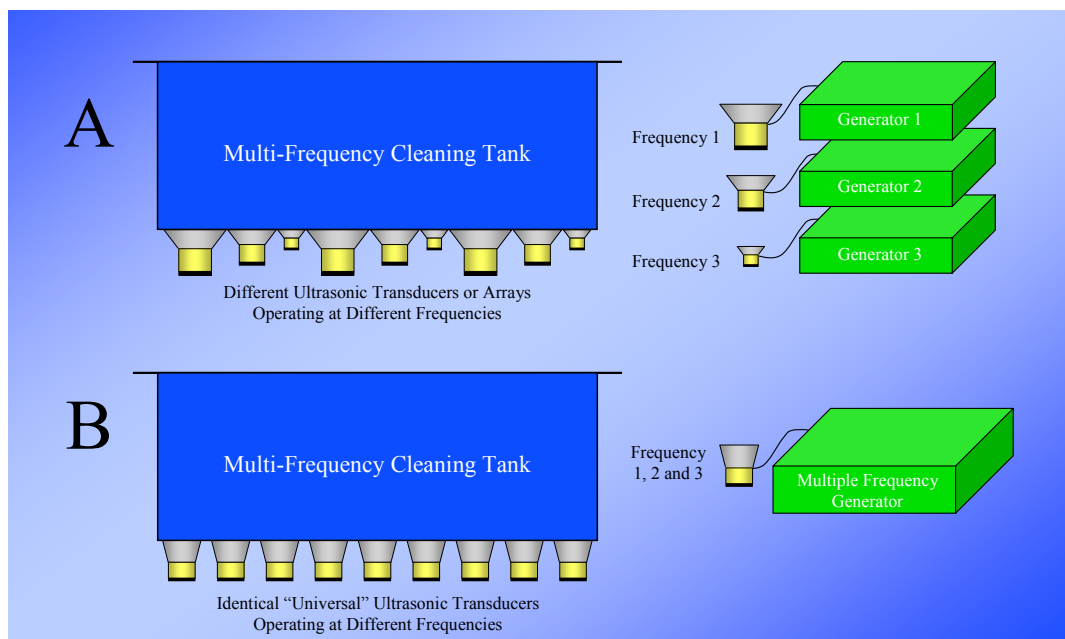 A
Multi-Frequency Cleaning Tank
Different Ultrasonic Transducers or Arrays
Operating at Different Frequencies
Frequency 1
Generator 1
Frequency 2
Generator 2
Frequency 3
Generator 3
B
Multi-Frequency Cleaning Tank
Identical “Universal” Ultrasonic Transducers
Operating at Different Frequencies
Frequency
1, 2 and 3
Multiple Frequency
Generator